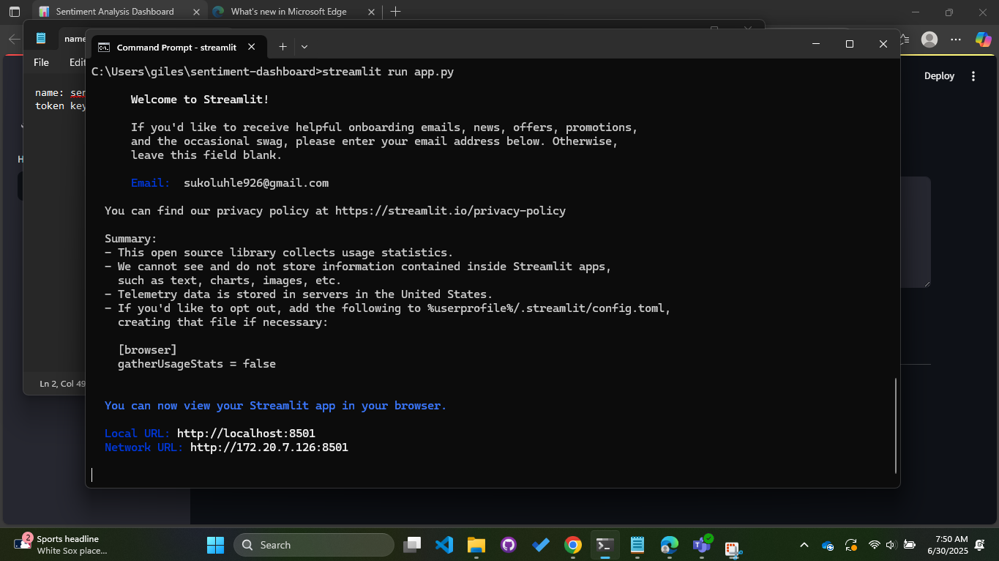 Sentiment Analysis Dashboard
What's new in Microsoft Edge
name
Command Prompt - streamlit
File
Edit
Deploy
name: sen
token key
C:\Users\giles\sentiment-dashboard>streamlit run app.py
Welcome to Streamlit!
If you'd like to receive helpful onboarding emails, news, offers, promotions,
and the occasional swag, please enter your email address below. Otherwise,
leave this field blank.
Email: sukoluhle926@gmail.com
You can find our privacy policy at https://streamlit.io/privacy-policy
Summary:
- This open source library collects usage statistics.
- We cannot see and do not store information contained inside Streamlit apps,
such as text, charts, images, etc.
- Telemetry data is stored in servers in the United States.
- If you'd like to opt out, add the following to %userprofile%/.streamlit/config.toml,
creating that file if necessary:
[browser]
gatherUsageStats = false
Ln 2, Col 49
You can now view your Streamlit app in your browser.
Local URL: http://localhost:8501
Network URL: http://172.20.7.126:8501
2
Sports headline
White Sox place...
Search
7:50 AM
6/30/2025